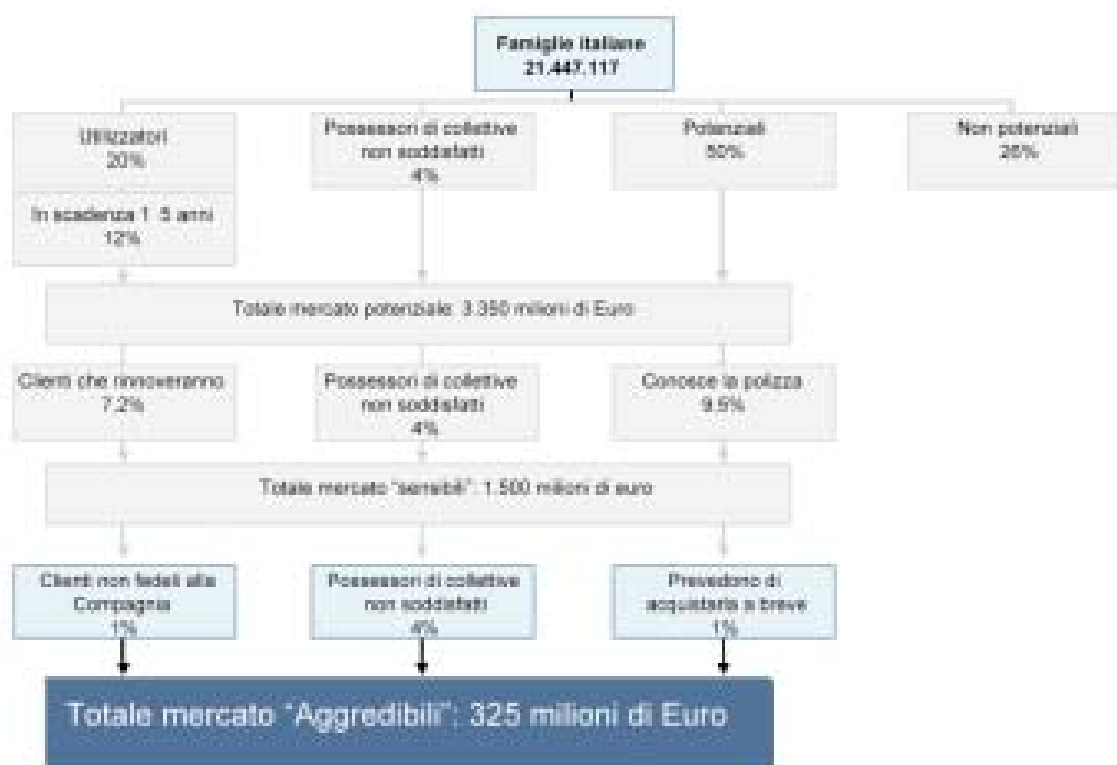 Famiglie italiane
21.447.117
Utilizzatori
20%
Possessori di collettive
non soddisfatti
4%
Potenziali
50%
Non potenziali
26%
In scadenza 1 5 anni
12%
Totale mercato potenziale: 3.350 milioni di Euro
Clienti che rinnoveranno
7,2%
Possessori di collettive
non soddisfatti
4%
Conosce la polizza
9,5%
Totale mercato "sensibili": 1.500 milioni di euro
Clienti non fedeli alla
Compagnia
1%
Possessori di collettive
non soddisfatti
4%
Prevedono di
acquistarla a breve
1%
Totale mercato "Aggredibili": 325 milioni di Euro